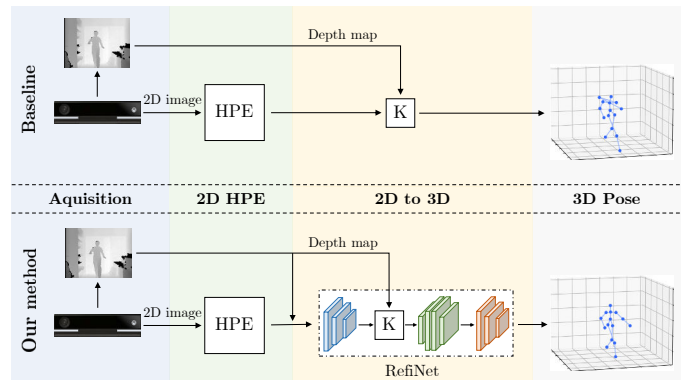 Baseline
Depth map
2D image
HPE
K
Aquisition
2D HPE
2D to 3D
3D Pose
Our method
Depth map
2D image
HPE
K
RefiNet